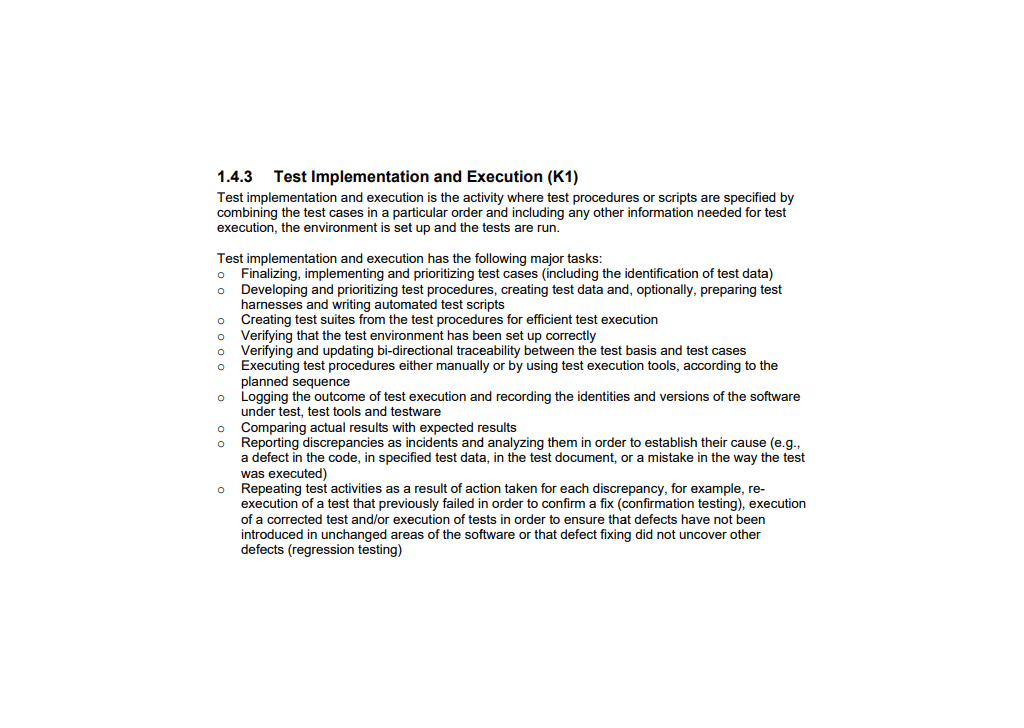 1.4.3 Test Implementation and Execution (K1)
Test implementation and execution is the activity where test procedures or scripts are specified by
combining the test cases in a particular order and including any other information needed for test
execution, the environment is set up and the tests are run.
Test implementation and execution has the following major tasks:
o Finalizing, implementing and prioritizing test cases (including the identification of test data)
o Developing and prioritizing test procedures, creating test data and, optionally, preparing test
harnesses and writing automated test scripts
o Creating test suites from the test procedures for efficient test execution
o Verifying that the test environment has been set up correctly
o Verifying and updating bi-directional traceability between the test basis and test cases
o Executing test procedures either manually or by using test execution tools, according to the
planned sequence
o Logging the outcome of test execution and recording the identities and versions of the software
under test, test tools and testware
o Comparing actual results with expected results
o Reporting discrepancies as incidents and analyzing them in order to establish their cause (e.g.,
a defect in the code, in specified test data, in the test document, or a mistake in the way the test
was executed)
o Repeating test activities as a result of action taken for each discrepancy, for example, re-
execution of a test that previously failed in order to confirm a fix (confirmation testing), execution
of a corrected test and/or execution of tests in order to ensure that defects have not been
introduced in unchanged areas of the software or that defect fixing did not uncover other
defects (regression testing)